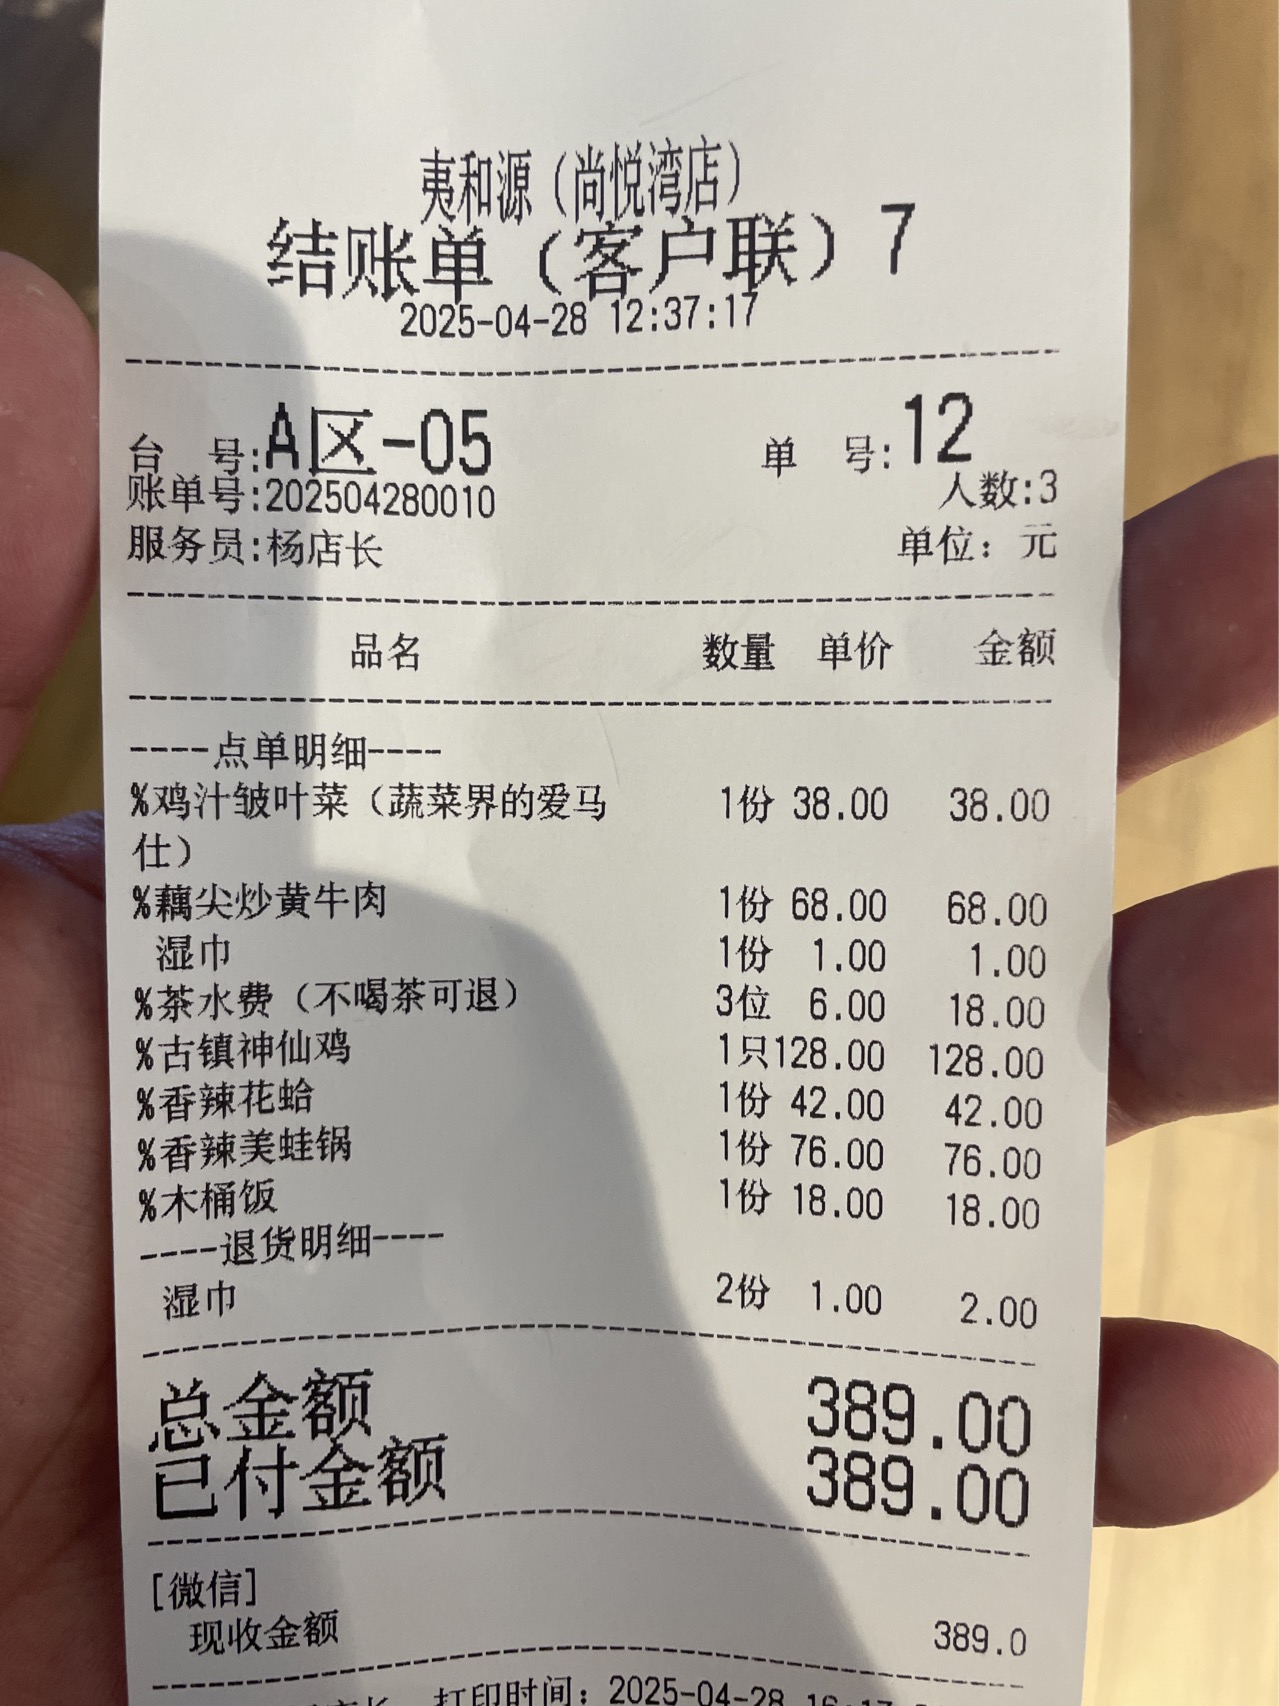 夷和源（尚悦湾店）
结账单（客户联）7
2025-04-28 12:37:17
台 号:A区-05 单 号:12
账单号:202504280010 人数:3
服务员:杨店长 单位：元
品名 数量 单价 金额
----点单明细----
%鸡汁皱叶菜（蔬菜界的爱马 1份 38.00 38.00
仕）
%藕尖炒黄牛肉 1份 68.00 68.00
湿巾 1份 1.00 1.00
%茶水费（不喝茶可退） 3位 6.00 18.00
%古镇神仙鸡 1只128.00 128.00
%香辣花蛤 1份 42.00 42.00
%香辣美蛙锅 1份 76.00 76.00
%木桶饭 1份 18.00 18.00
----退货明细----
湿巾 2份 1.00 2.00
总金额 389.00
已付金额 389.00
[微信]
现收金额 389.0
打印时间：2025-04-28